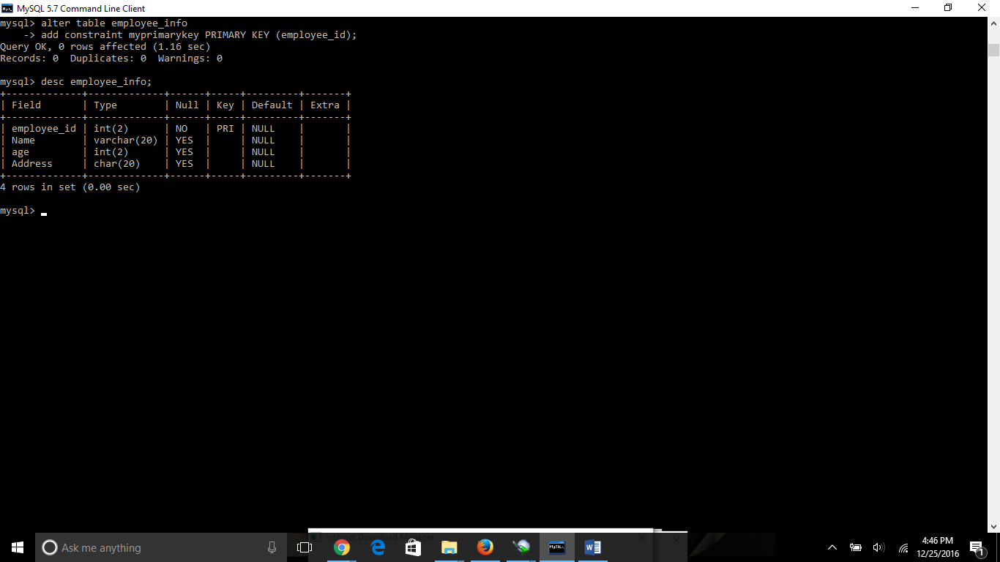 MySQL 5.7 Command Line Client
mysql> alter table employee_info
    -> add constraint myprimarykey PRIMARY KEY (employee_id);
Query OK, 0 rows affected (1.16 sec)
Records: 0  Duplicates: 0  Warnings: 0
mysql> desc employee_info;
+-------------+-------------+------+-----+---------+-------+
| Field       | Type        | Null | Key | Default | Extra |
+-------------+-------------+------+-----+---------+-------+
| employee_id | int(2)      | NO   | PRI | NULL    |       |
| Name        | varchar(20) | YES  |     | NULL    |       |
| age         | int(2)      | YES  |     | NULL    |       |
| Address     | char(20)    | YES  |     | NULL    |       |
+-------------+-------------+------+-----+---------+-------+
4 rows in set (0.00 sec)
mysql>
Internet Download Manager
Ask me anything
4:46 PM
12/25/2016
1